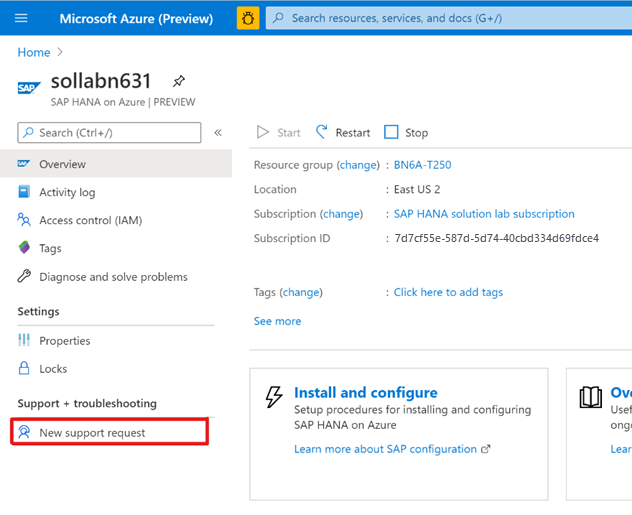 Microsoft Azure (Preview)
Search resources, services, and docs (G+/)
Home
SAP
sollabn631
SAP HANA on Azure | PREVIEW
Search (Ctrl+/)
Start
Restart
Stop
SAP
Overview
Activity log
Access control (IAM)
Tags
Diagnose and solve problems
Settings
Properties
Locks
Support + troubleshooting
New support request
Resource group (change) : BN6A-T250
Location : East US 2
Subscription (change) : SAP HANA solution lab subscription
Subscription ID : 7d7cf55e-587d-5d74-40cbd334d69fdce4
Tags (change) : Click here to add tags
See more
Install and configure
Setup procedures for installing and configuring
SAP HANA on Azure
Learn more about SAP configuration
Ov
Usef
ongo
Lear